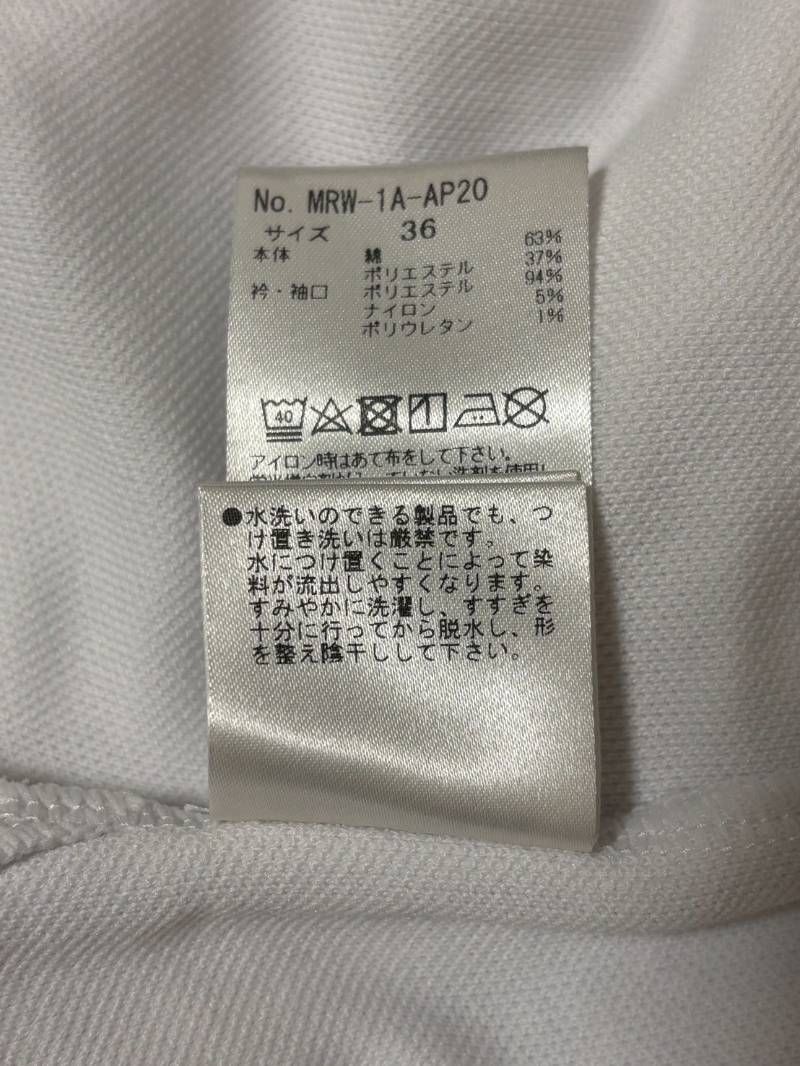 No. MRW-1A-AP20
サイズ 36
本体 綿 63%
ポリエステル 37%
衿・袖口 ポリエステル 94%
ナイロン 5%
ポリウレタン 1%
40
アイロン時はあて布をして下さい。
洗剤を使用し
●水洗いのできる製品でも、つ
け置き洗いは厳禁です。
水につけ置くことによって染
料が流出しやすくなります。
すみやかに洗濯し、すすぎを
十分に行ってから脱水し、形
を整え陰干しして下さい。